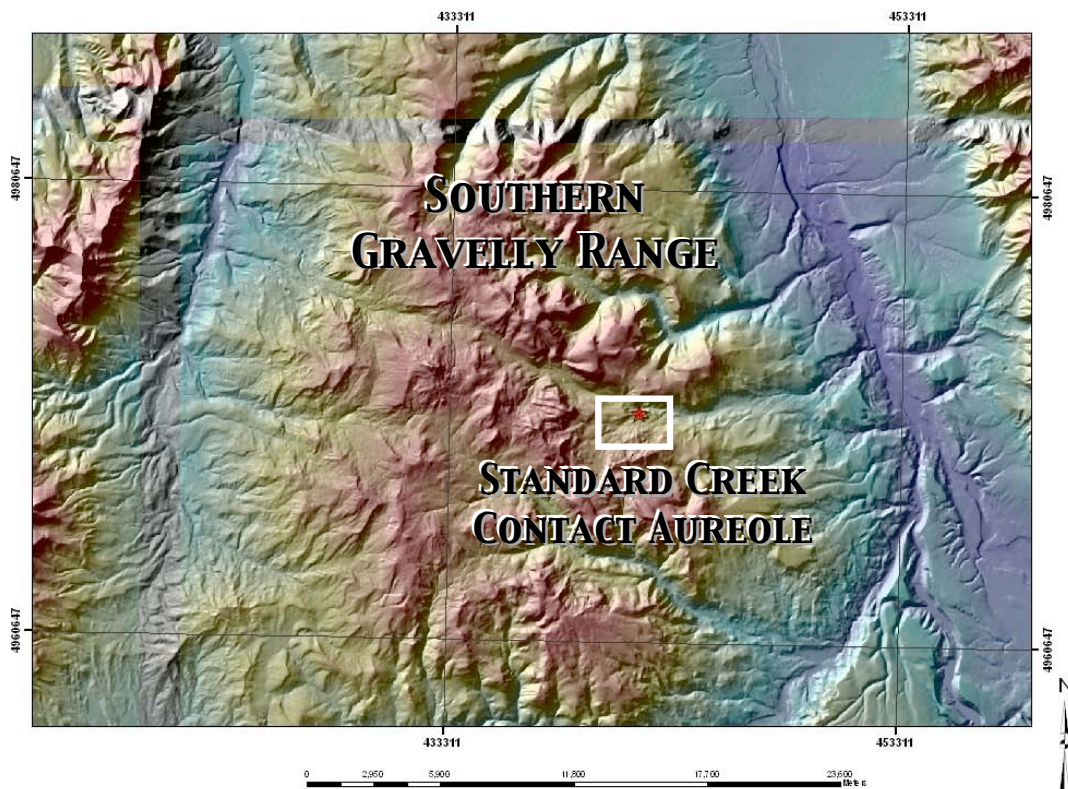 433311 453311
4980647
4980647
SOUTHERN
GRAVELLY RANGE
STANDARD CREEK
CONTACT AUREOLE
4960647
4960647
N
433311 453311
0 2,950 5,900 11,800 17,700 23,600
Meters